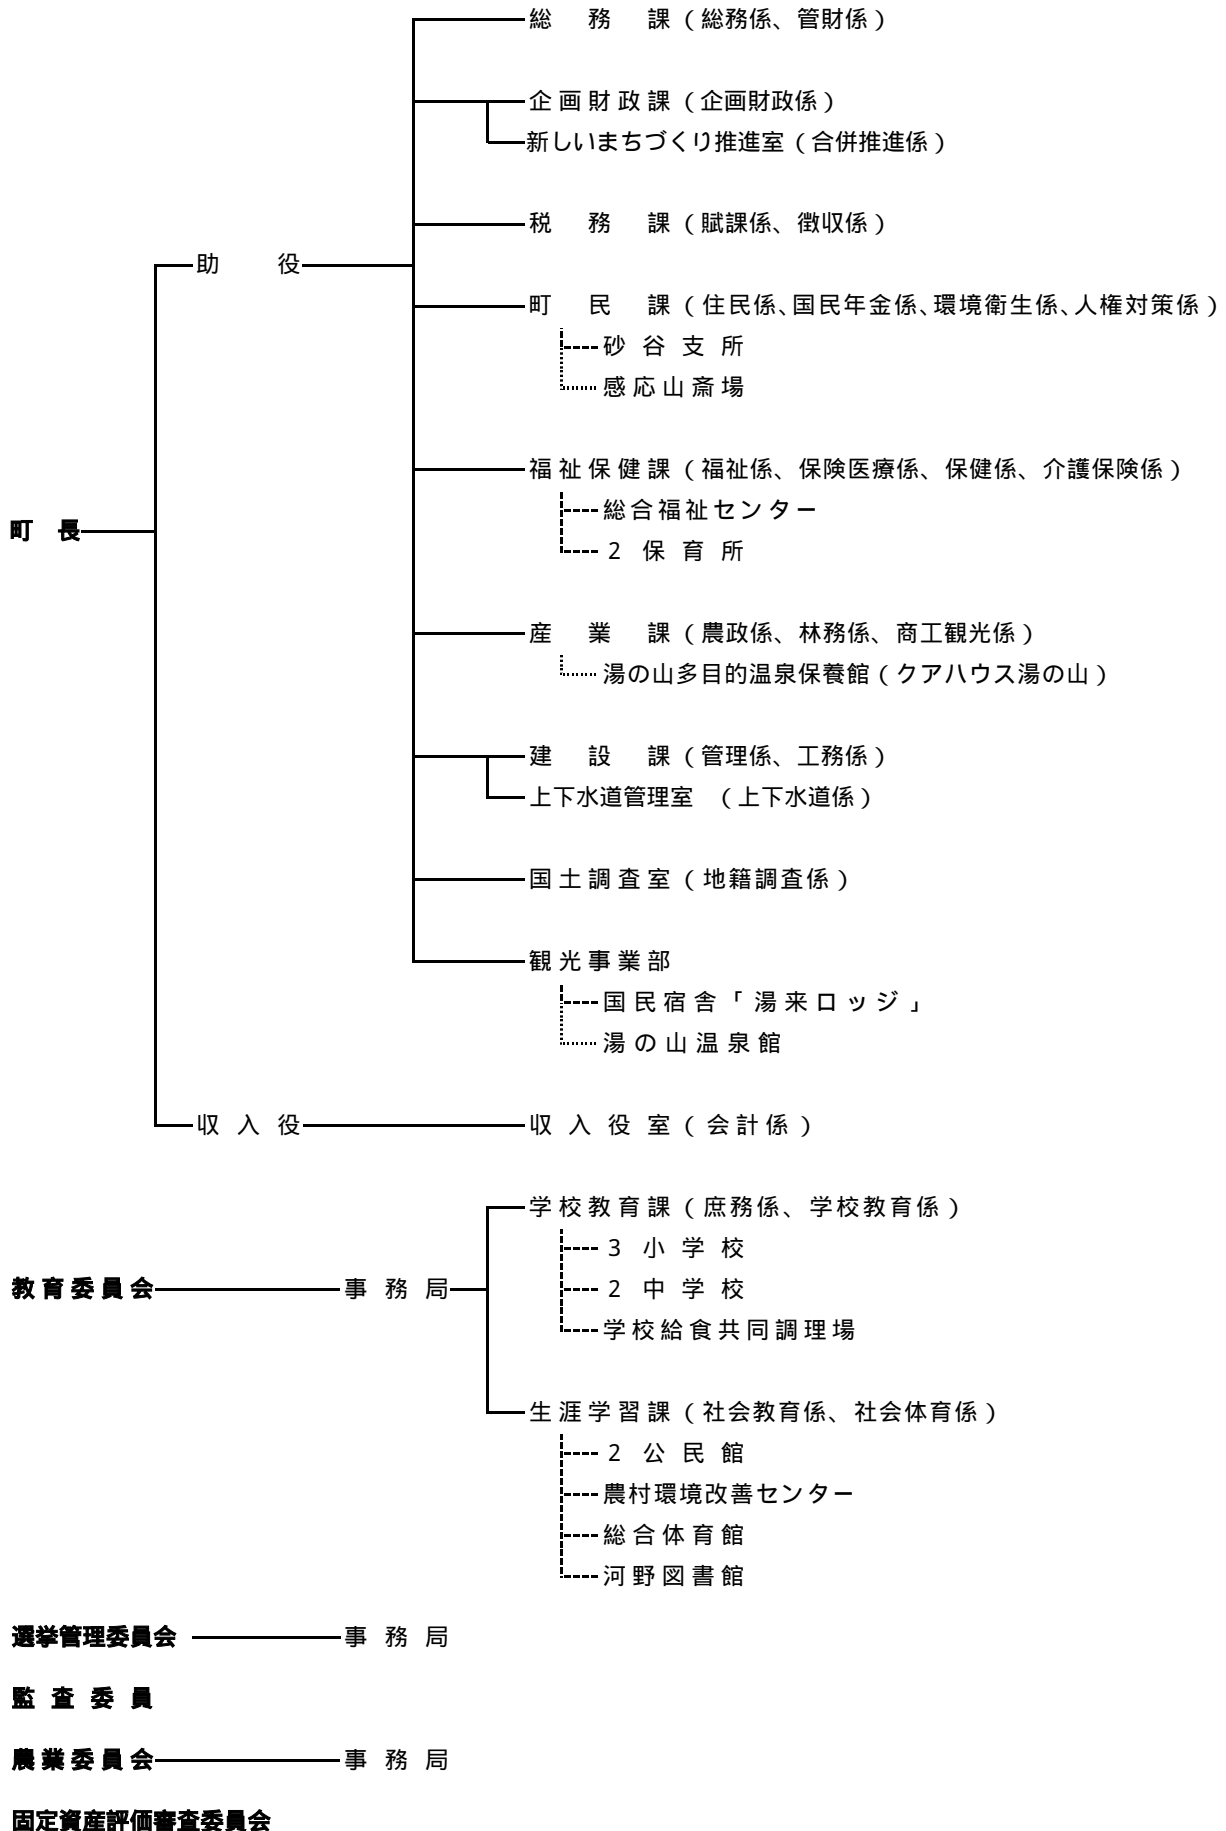 総務課（総務係、管財係）
企画財政課（企画財政係）
新しいまちづくり推進室（合併推進係）
税務課（賦課係、徴収係）
助役
町民課（住民係、国民年金係、環境衛生係、人権対策係）
砂谷支所
感応山斎場
福祉保健課（福祉係、保険医療係、保健係、介護保険係）
総合福祉センター
町長
2保育所
産業課（農政係、林務係、商工観光係）
湯の山多目的温泉保養館（クアハウス湯の山）
建設課（管理係、工務係）
上下水道管理室（上下水道係）
国土調査室（地籍調査係）
観光事業部
国民宿舎「湯来ロッジ」
湯の山温泉館
収入役 収入役室（会計係）
学校教育課（庶務係、学校教育係）
3小学校
教育委員会 事務局 2中学校
学校給食共同調理場
生涯学習課（社会教育係、社会体育係）
2公民館
農村環境改善センター
総合体育館
河野図書館
選挙管理委員会 事務局
監査委員
農業委員会 事務局
固定資産評価審査委員会